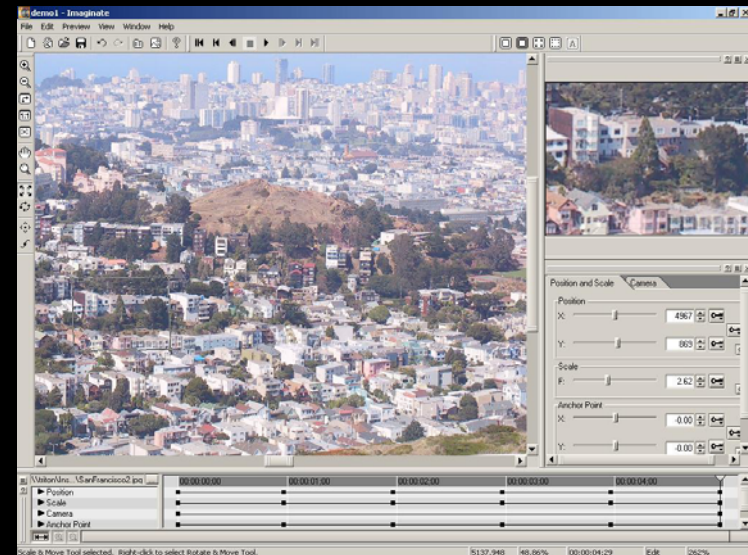 demo1 - Imaginate
File Edit Preview View Window Help
Position and Scale Camera
Position
X: 4967
Y: 869
Scale
F: 2.62
Anchor Point
X: -0.00
Y: -0.00
SanFrancisco2.jpg 00:00:00:00 00:00:01:00 00:00:02:00 00:00:03:00 00:00:04:00
Position
Scale
Camera
Anchor Point
Scale & Move Tool selected. Right-click to select Rotate & Move Tool. 5137,948 48.86% 00:00:04:29 Edit 262%